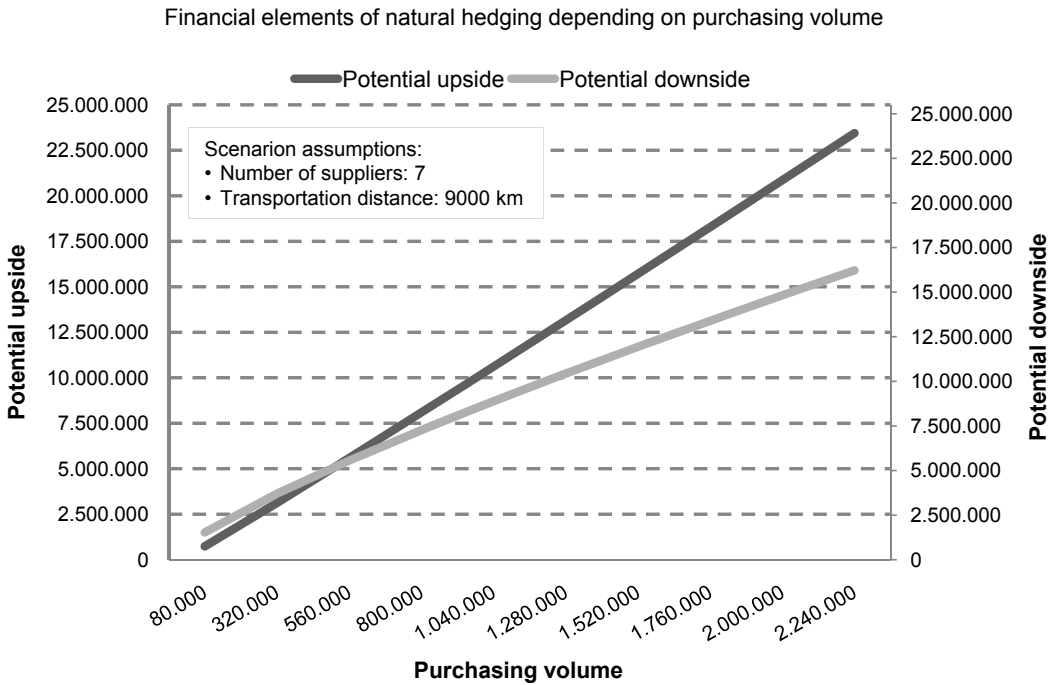 Financial elements of natural hedging depending on purchasing volume
Potential upside Potential downside
25.000.000
22.500.000
20.000.000
17.500.000
15.000.000
12.500.000
10.000.000
7.500.000
5.000.000
2.500.000
0
Potential upside
Scenarion assumptions:
• Number of suppliers: 7
• Transportation distance: 9000 km
25.000.000
22.500.000
20.000.000
17.500.000
15.000.000
12.500.000
10.000.000
7.500.000
5.000.000
2.500.000
0
Potential downside
80.000 320.000 560.000 800.000 1.040.000 1.280.000 1.520.000 1.760.000 2.000.000 2.240.000
Purchasing volume